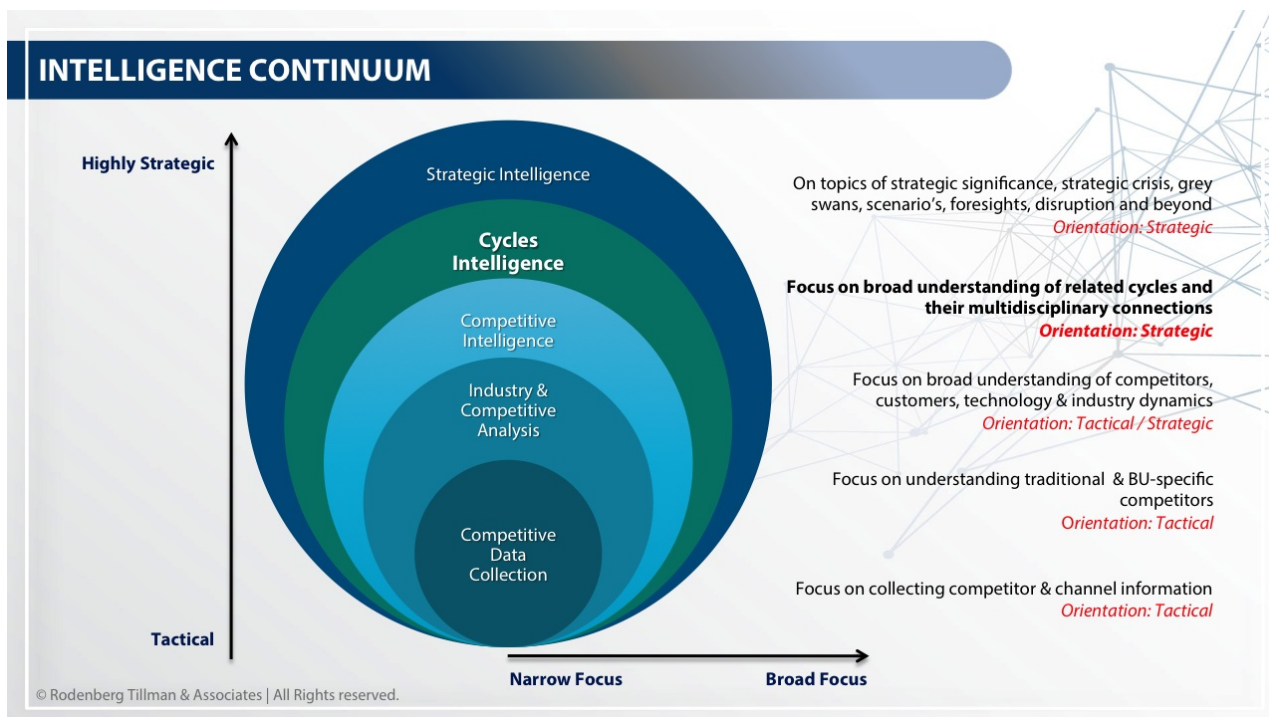 INTELLIGENCE CONTINUUM
Highly Strategic
Strategic Intelligence
On topics of strategic significance, strategic crisis, grey
swans, scenario's, foresights, disruption and beyond
Orientation: Strategic
Cycles
Intelligence
Focus on broad understanding of related cycles and
their multidisciplinary connections
Orientation: Strategic
Competitive
Intelligence
Focus on broad understanding of competitors,
customers, technology & industry dynamics
Orientation: Tactical / Strategic
Industry &
Competitive
Analysis
Focus on understanding traditional & BU-specific
competitors
Orientation: Tactical
Competitive
Data
Collection
Focus on collecting competitor & channel information
Orientation: Tactical
Tactical
Narrow Focus
Broad Focus
© Rodenberg Tillman & Associates | All Rights reserved.